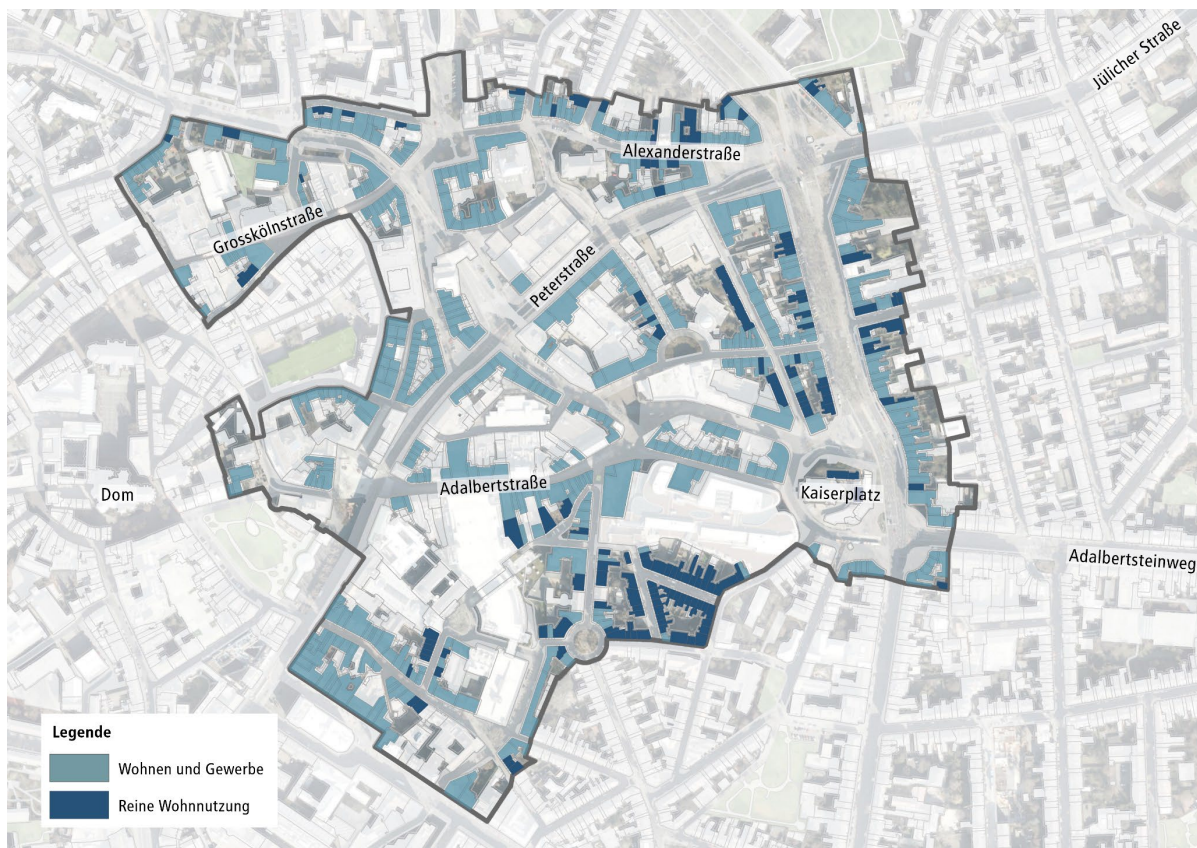 Jülicher Straße
Alexanderstraße
Grosskölnstraße
Peterstraße
Adalbertstraße
Dom
Kaiserplatz
Adalbertsteinweg
Legende
Wohnen und Gewerbe
Reine Wohnnutzung